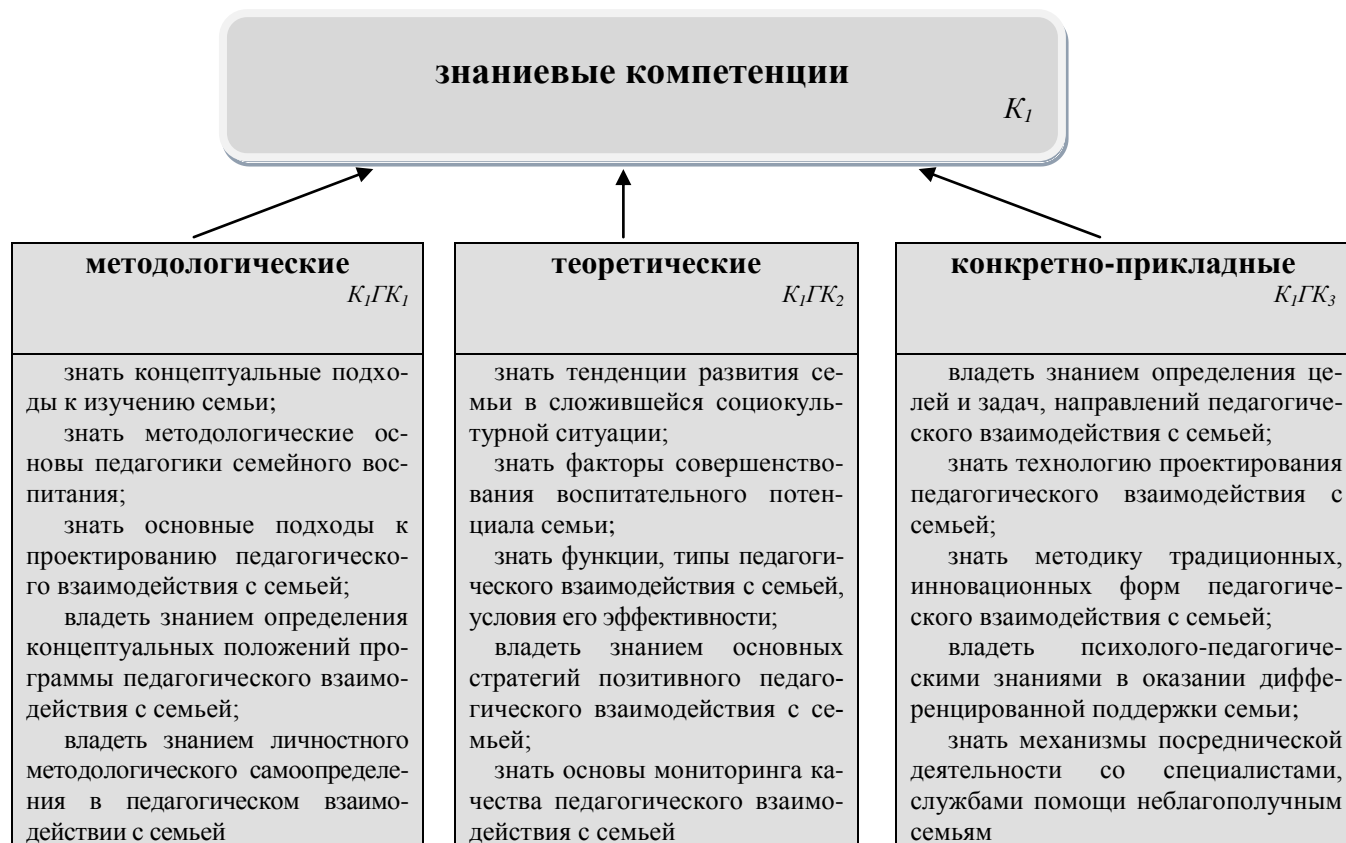 знаниевые компетенции
К1
методологические
К1ГК1
знать концептуальные подхо-
ды к изучению семьи;
знать методологические ос-
новы педагогики семейного вос-
питания;
знать основные подходы к
проектированию педагогическо-
го взаимодействия с семьей;
владеть знанием определения
концептуальных положений про-
граммы педагогического взаимо-
действия с семьей;
владеть знанием личностного
методологического самоопределе-
ния в педагогическом взаимо-
действии с семьей
теоретические
К1ГК2
знать тенденции развития се-
мьи в сложившейся социокуль-
турной ситуации;
знать факторы совершенство-
вания воспитательного потен-
циала семьи;
знать функции, типы педагоги-
ческого взаимодействия с семьей,
условия его эффективности;
владеть знанием основных
стратегий позитивного педаго-
гического взаимодействия с се-
мьей;
знать основы мониторинга ка-
чества педагогического взаимо-
действия с семьей
конкретно-прикладные
К1ГК3
владеть знанием определения це-
лей и задач, направлений педагогиче-
ского взаимодействия с семьей;
знать технологию проектирования
педагогического взаимодействия с
семьей;
знать методику традиционных,
инновационных форм педагогиче-
ского взаимодействия с семьей;
владеть психолого-педагогиче-
скими знаниями в оказании диффе-
ренцированной поддержки семьи;
знать механизмы посреднической
деятельности со специалистами,
службами помощи неблагополучным
семьям